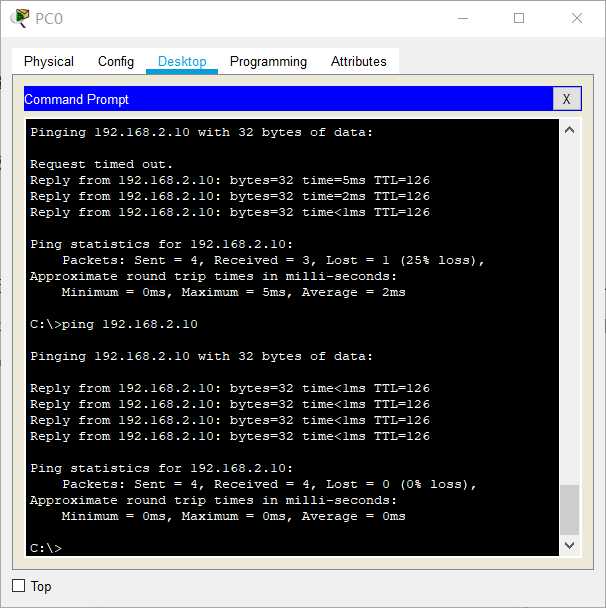 PC0
Physical Config Desktop Programming Attributes
Command Prompt X
Pinging 192.168.2.10 with 32 bytes of data:
Request timed out.
Reply from 192.168.2.10: bytes=32 time=5ms TTL=126
Reply from 192.168.2.10: bytes=32 time=2ms TTL=126
Reply from 192.168.2.10: bytes=32 time<1ms TTL=126
Ping statistics for 192.168.2.10:
Packets: Sent = 4, Received = 3, Lost = 1 (25% loss),
Approximate round trip times in milli-seconds:
Minimum = 0ms, Maximum = 5ms, Average = 2ms
C:\>ping 192.168.2.10
Pinging 192.168.2.10 with 32 bytes of data:
Reply from 192.168.2.10: bytes=32 time<1ms TTL=126
Reply from 192.168.2.10: bytes=32 time<1ms TTL=126
Reply from 192.168.2.10: bytes=32 time<1ms TTL=126
Reply from 192.168.2.10: bytes=32 time<1ms TTL=126
Ping statistics for 192.168.2.10:
Packets: Sent = 4, Received = 4, Lost = 0 (0% loss),
Approximate round trip times in milli-seconds:
Minimum = 0ms, Maximum = 0ms, Average = 0ms
C:\>
Top